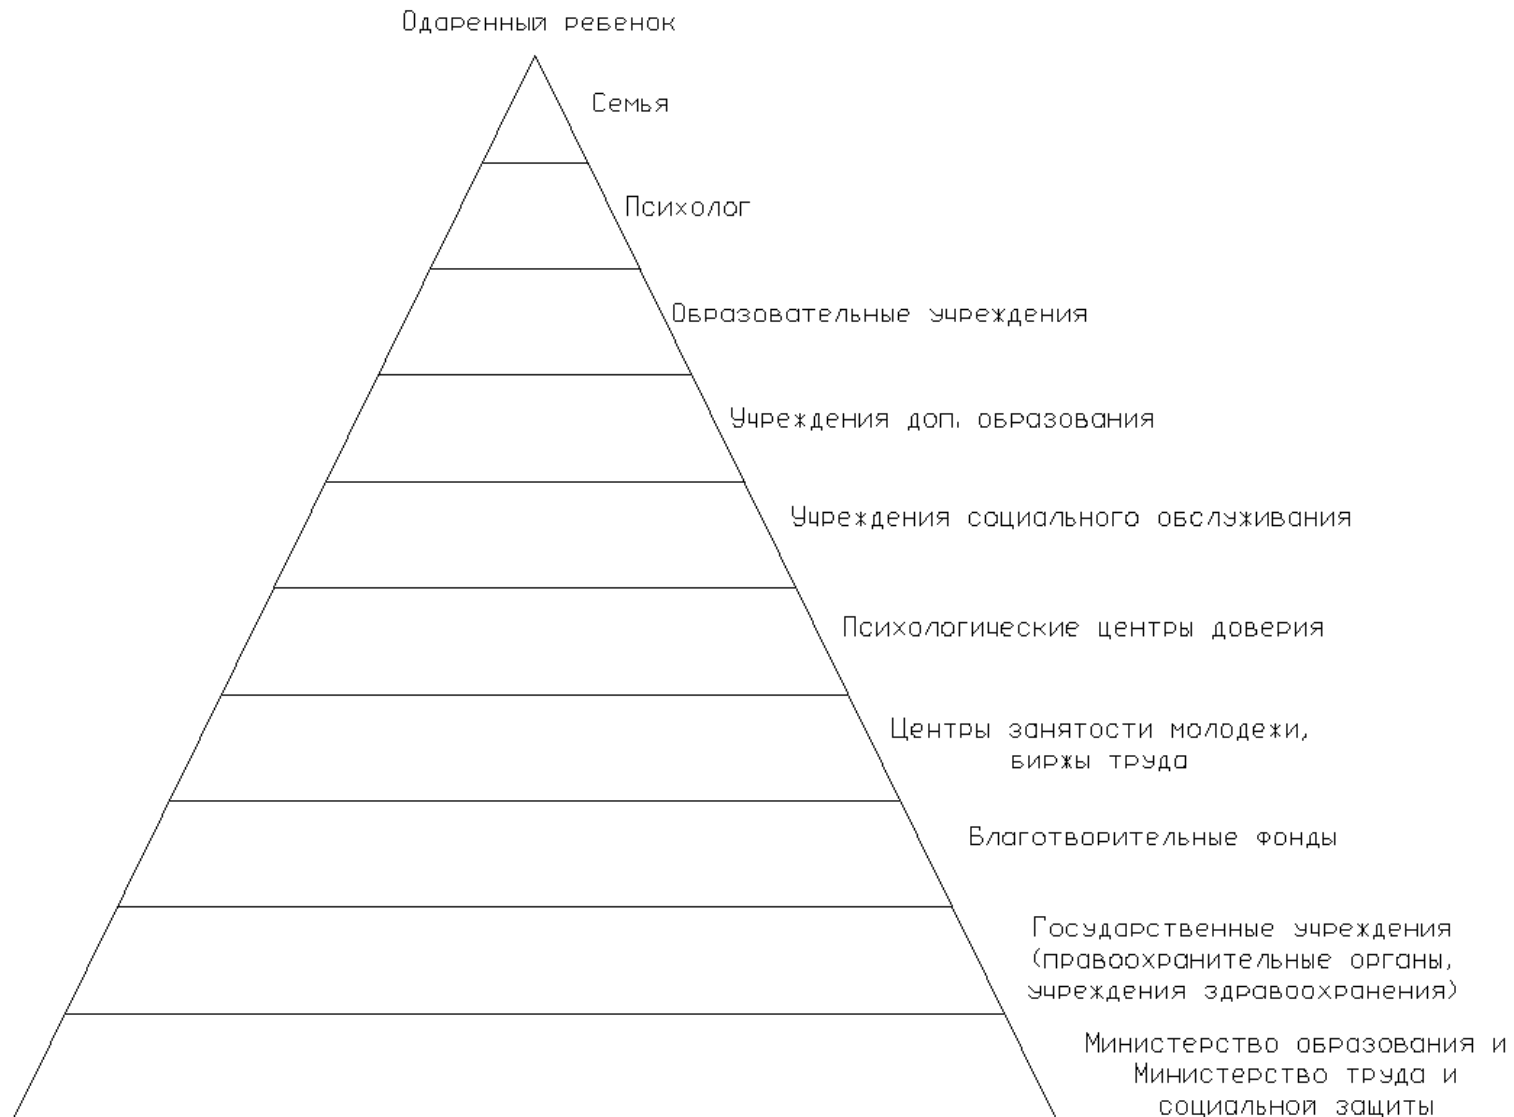 Одаренный ребенок
Семья
Психолог
Образовательные учреждения
Учреждения доп. образования
Учреждения социального обслуживания
Психологические центры доверия
Центры занятости молодежи,
биржы труда
Благотворительные фонды
Государственные учреждения
(правоохранительные органы,
учреждения здравоохранения)
Министерство образования и
Министерство труда и
социальной защиты